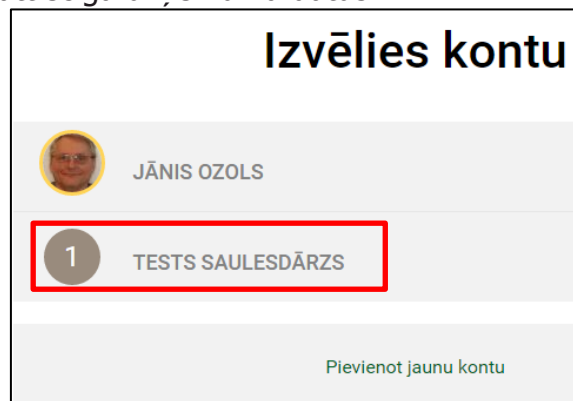 Izvēlies kontu
JĀNIS OZOLS
1
TESTS SAULESDĀRZS
Pievienot jaunu kontu